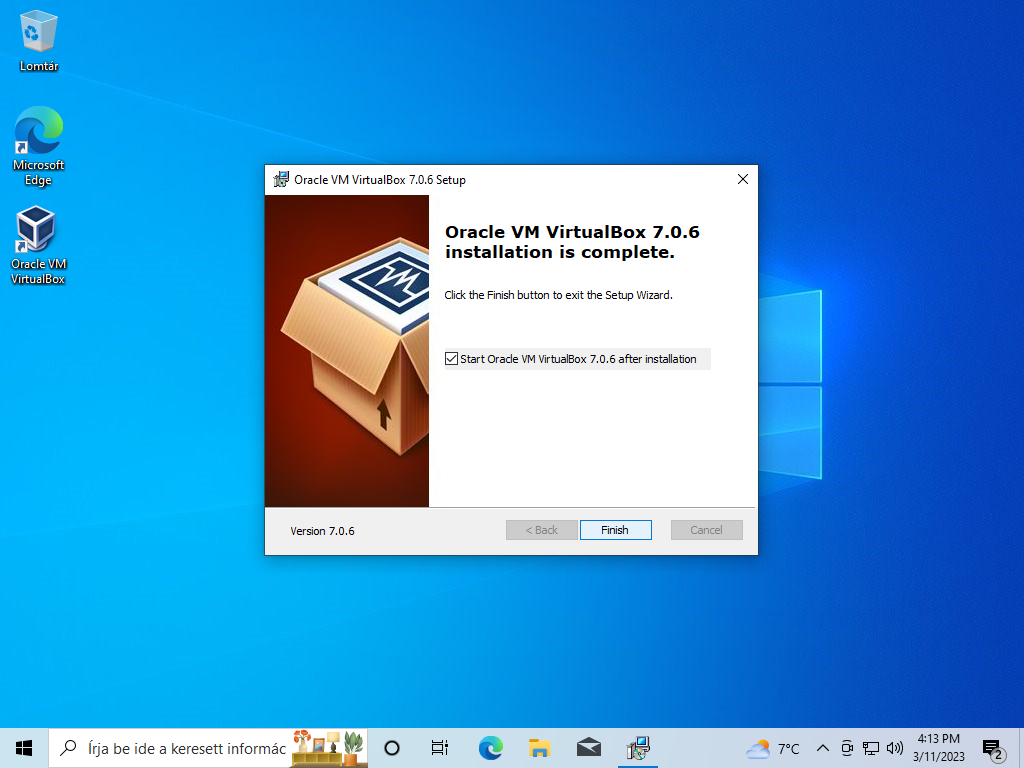 Lomtár
Microsoft
Edge
Oracle VM
VirtualBox
Oracle VM VirtualBox 7.0.6 Setup
Oracle VM VirtualBox 7.0.6
installation is complete.
Click the Finish button to exit the Setup Wizard.
Start Oracle VM VirtualBox 7.0.6 after installation
Version 7.0.6
< Back
Finish
Cancel
Írja be ide a keresett informác
7°C
4:13 PM
3/11/2023
2